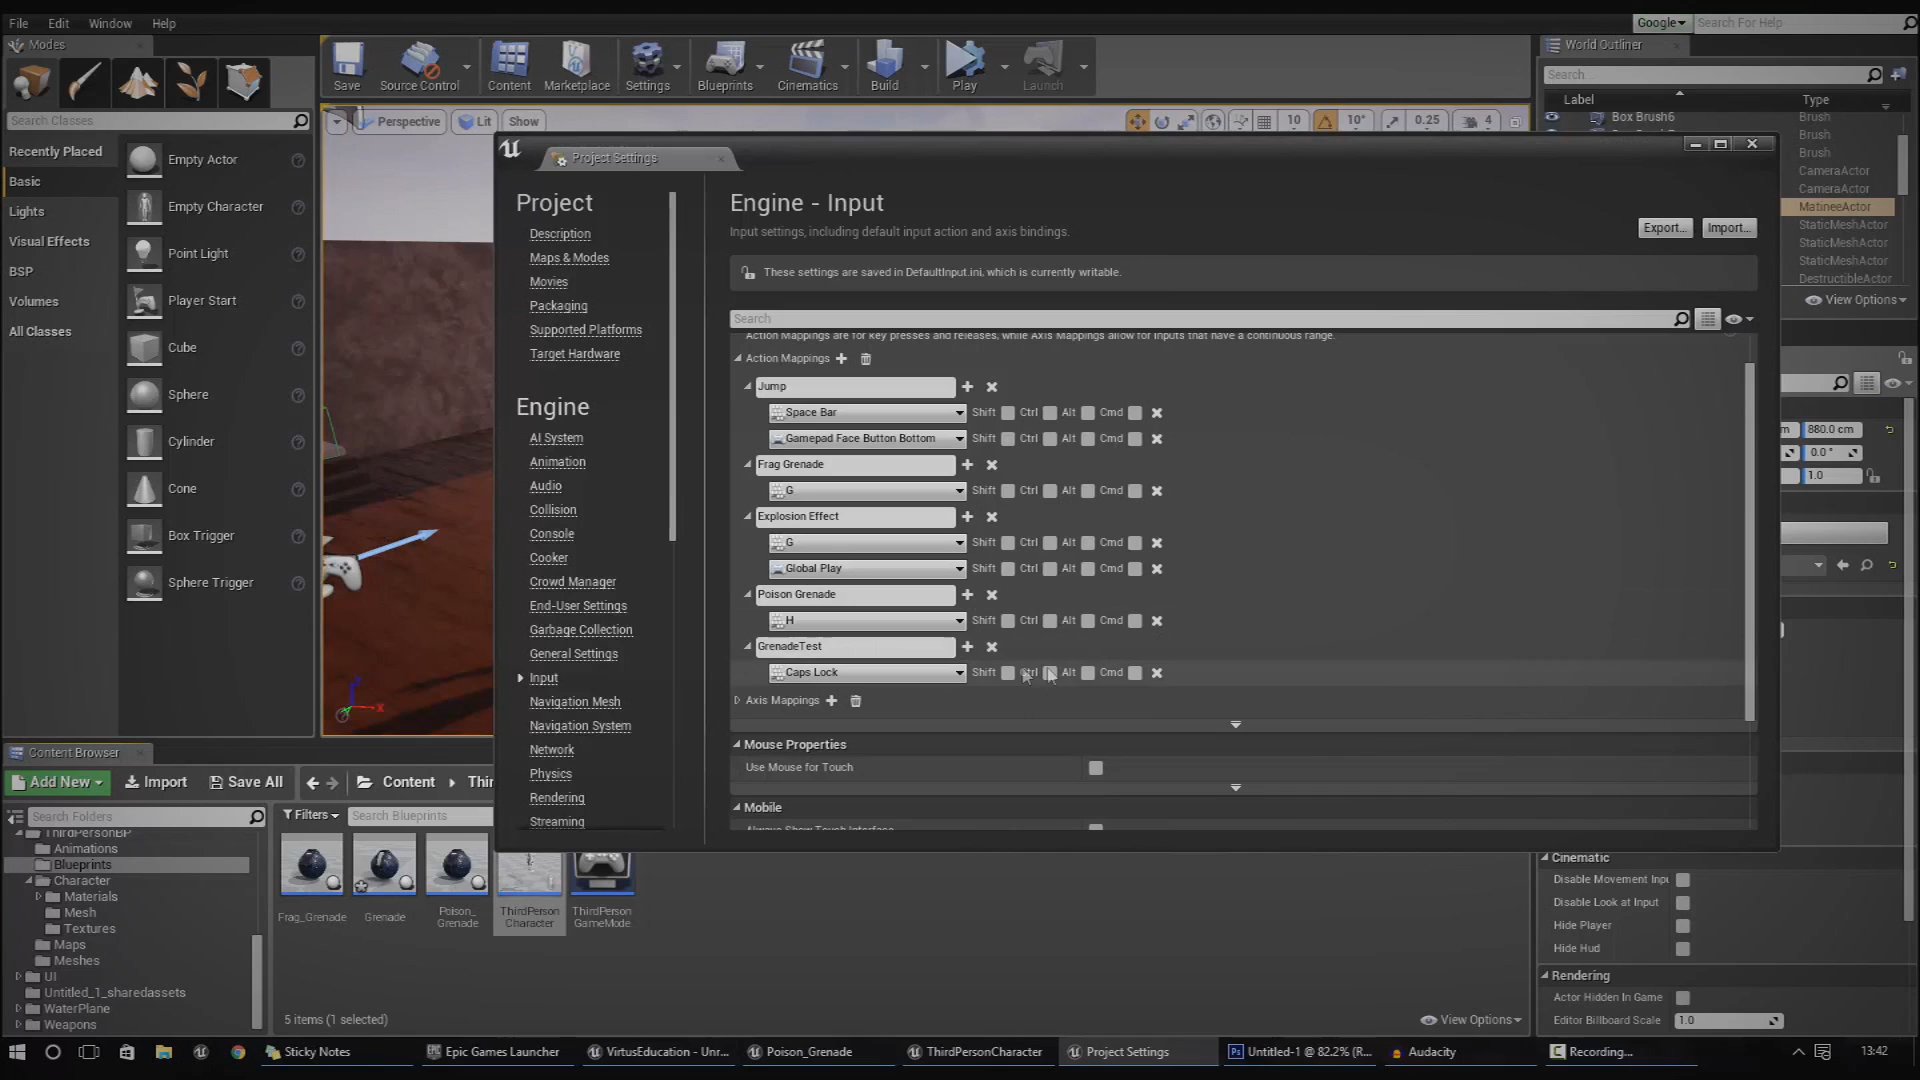 File Edit Window Help
Google Search For Help
Modes
World Outliner
Save Source Control Content Marketplace Settings Blueprints Cinematics Build Play Launch
Search Classes
Perspective Lit Show 10 10° 0.25 4
Search...
Label Type
Box Brush6 Brush
Brush
Brush
CameraActor
CameraActor
MatineeActor
StaticMeshActor
StaticMeshActor
StaticMeshActor
DestructibleActor
View Options
Recently Placed
Basic
Lights
Visual Effects
BSP
Volumes
All Classes
Empty Actor
Empty Character
Point Light
Player Start
Cube
Sphere
Cylinder
Cone
Box Trigger
Sphere Trigger
Project Settings
Project
Description
Maps & Modes
Movies
Packaging
Supported Platforms
Target Hardware
Engine
AI System
Animation
Audio
Collision
Console
Cooker
Crowd Manager
End-User Settings
Garbage Collection
General Settings
Input
Navigation Mesh
Navigation System
Network
Physics
Rendering
Streaming
Engine - Input
Input settings, including default input action and axis bindings.
Export... Import...
These settings are saved in DefaultInput.ini, which is currently writable.
Search
Action Mappings are for key presses and releases, while Axis Mappings allow for inputs that have a continuous range.
Action Mappings
Jump
Space Bar Shift Ctrl Alt Cmd
Gamepad Face Button Bottom Shift Ctrl Alt Cmd
Frag Grenade
G Shift Ctrl Alt Cmd
Explosion Effect
G Shift Ctrl Alt Cmd
Global Play Shift Ctrl Alt Cmd
Poison Grenade
H Shift Ctrl Alt Cmd
GrenadeTest
Caps Lock Shift Ctrl Alt Cmd
Axis Mappings
Mouse Properties
Use Mouse for Touch
Mobile
Always Show Touch Interface
m 880.0 cm
0.0 °
1.0
Cinematic
Disable Movement Inpu
Disable Look at Input
Hide Player
Hide Hud
Rendering
Actor Hidden In Game
Editor Billboard Scale 1.0
Content Browser
Add New Import Save All Content Thi
Search Folders
Filters Search Blueprints
ThirdPersonBP
Animations
Blueprints
Character
Materials
Mesh
Textures
Maps
Meshes
UI
Untitled_1_sharedassets
WaterPlane
Weapons
Frag_Grenade
Grenade
Poison_
Grenade
ThirdPerson
Character
ThirdPerson
GameMode
5 items (1 selected)
View Options
Sticky Notes Epic Games Launcher VirtusEducation - Unr... Poison_Grenade ThirdPersonCharacter Project Settings Untitled-1 @ 82.2% (R... Audacity Recording... 13:42